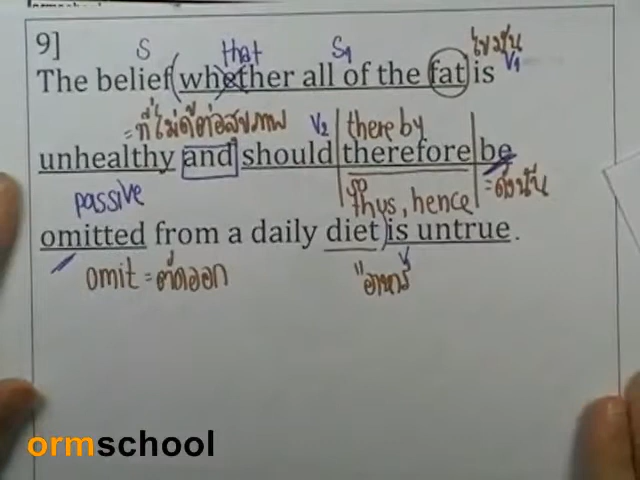 ormschool
9]
S that S1 ไขมัน
The belief (whether all of the fat is
V1
= ที่ไม่ดีต่อสุขภาพ V2 thereby
unhealthy and should therefore be
passive so thus, hence = ดังนั้น
omitted from a daily diet) is untrue.
omit = ตัดออก "อาหาร V
ormschool